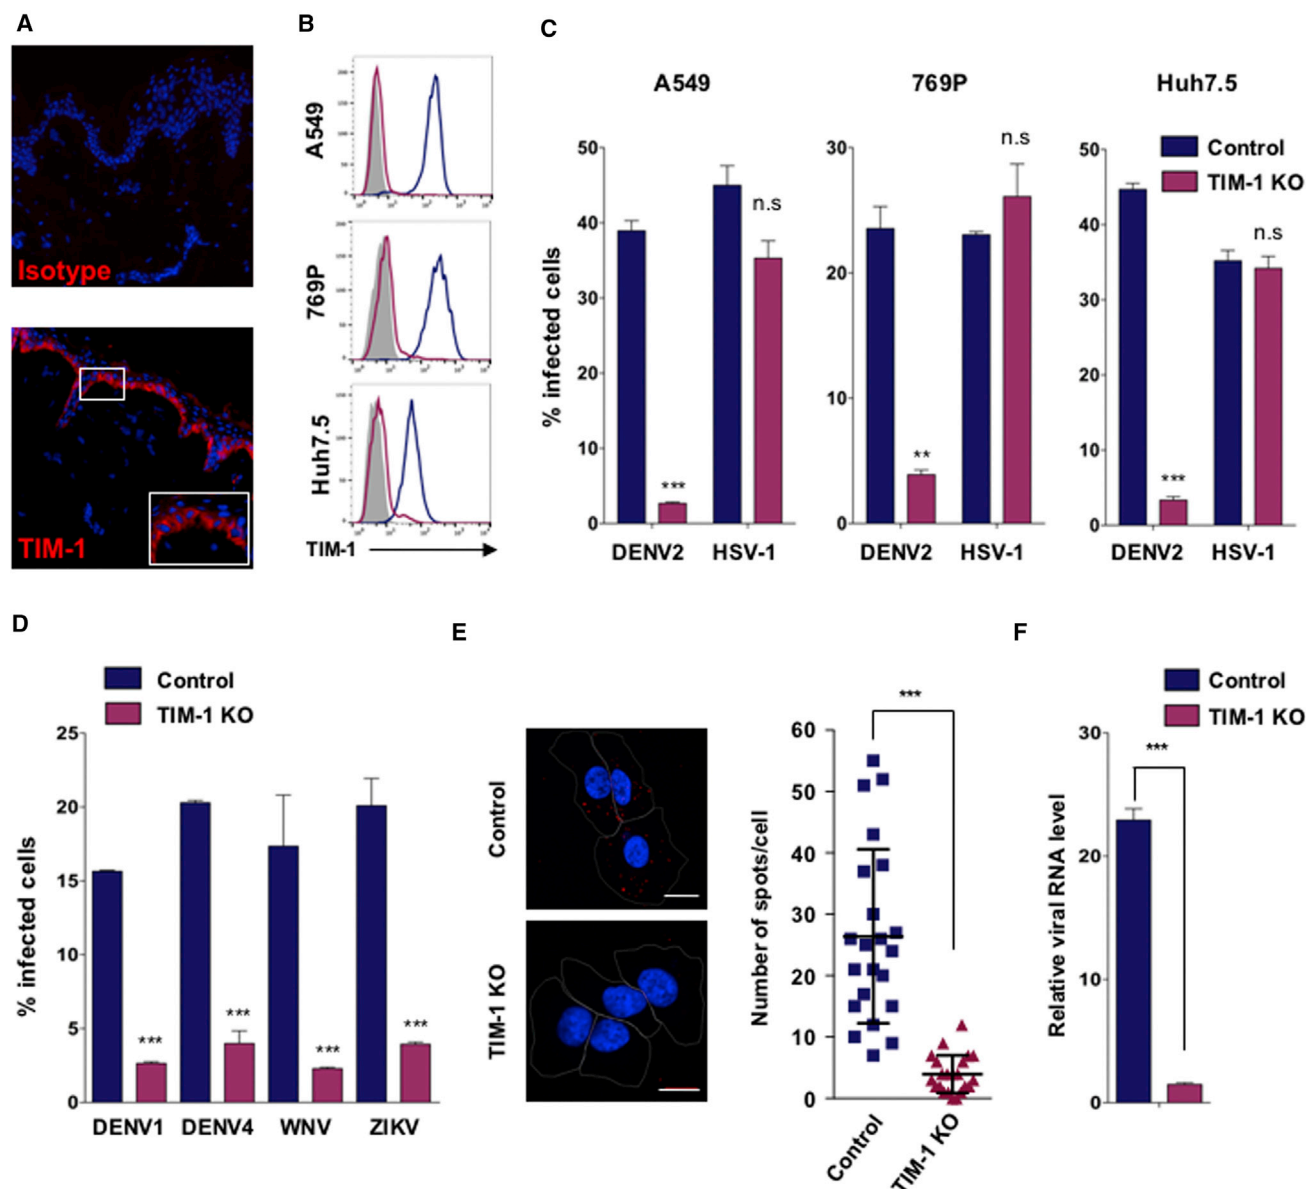 A
B
C
Isotype
TIM-1
A549
769P
Huh7.5
TIM-1
A549
769P
Huh7.5
Control
TIM-1 KO
% infected cells
50
40
30
20
10
0
***
n.s
DENV2
HSV-1
30
20
10
0
**
n.s
DENV2
HSV-1
50
40
30
20
10
0
***
n.s
DENV2
HSV-1
D
E
F
Control
TIM-1 KO
% infected cells
25
20
15
10
5
0
***
***
***
***
DENV1
DENV4
WNV
ZIKV
Control
TIM-1 KO
Number of spots/cell
60
50
40
30
20
10
0
***
Control
TIM-1 KO
Control
TIM-1 KO
Relative viral RNA level
30
20
10
0
***